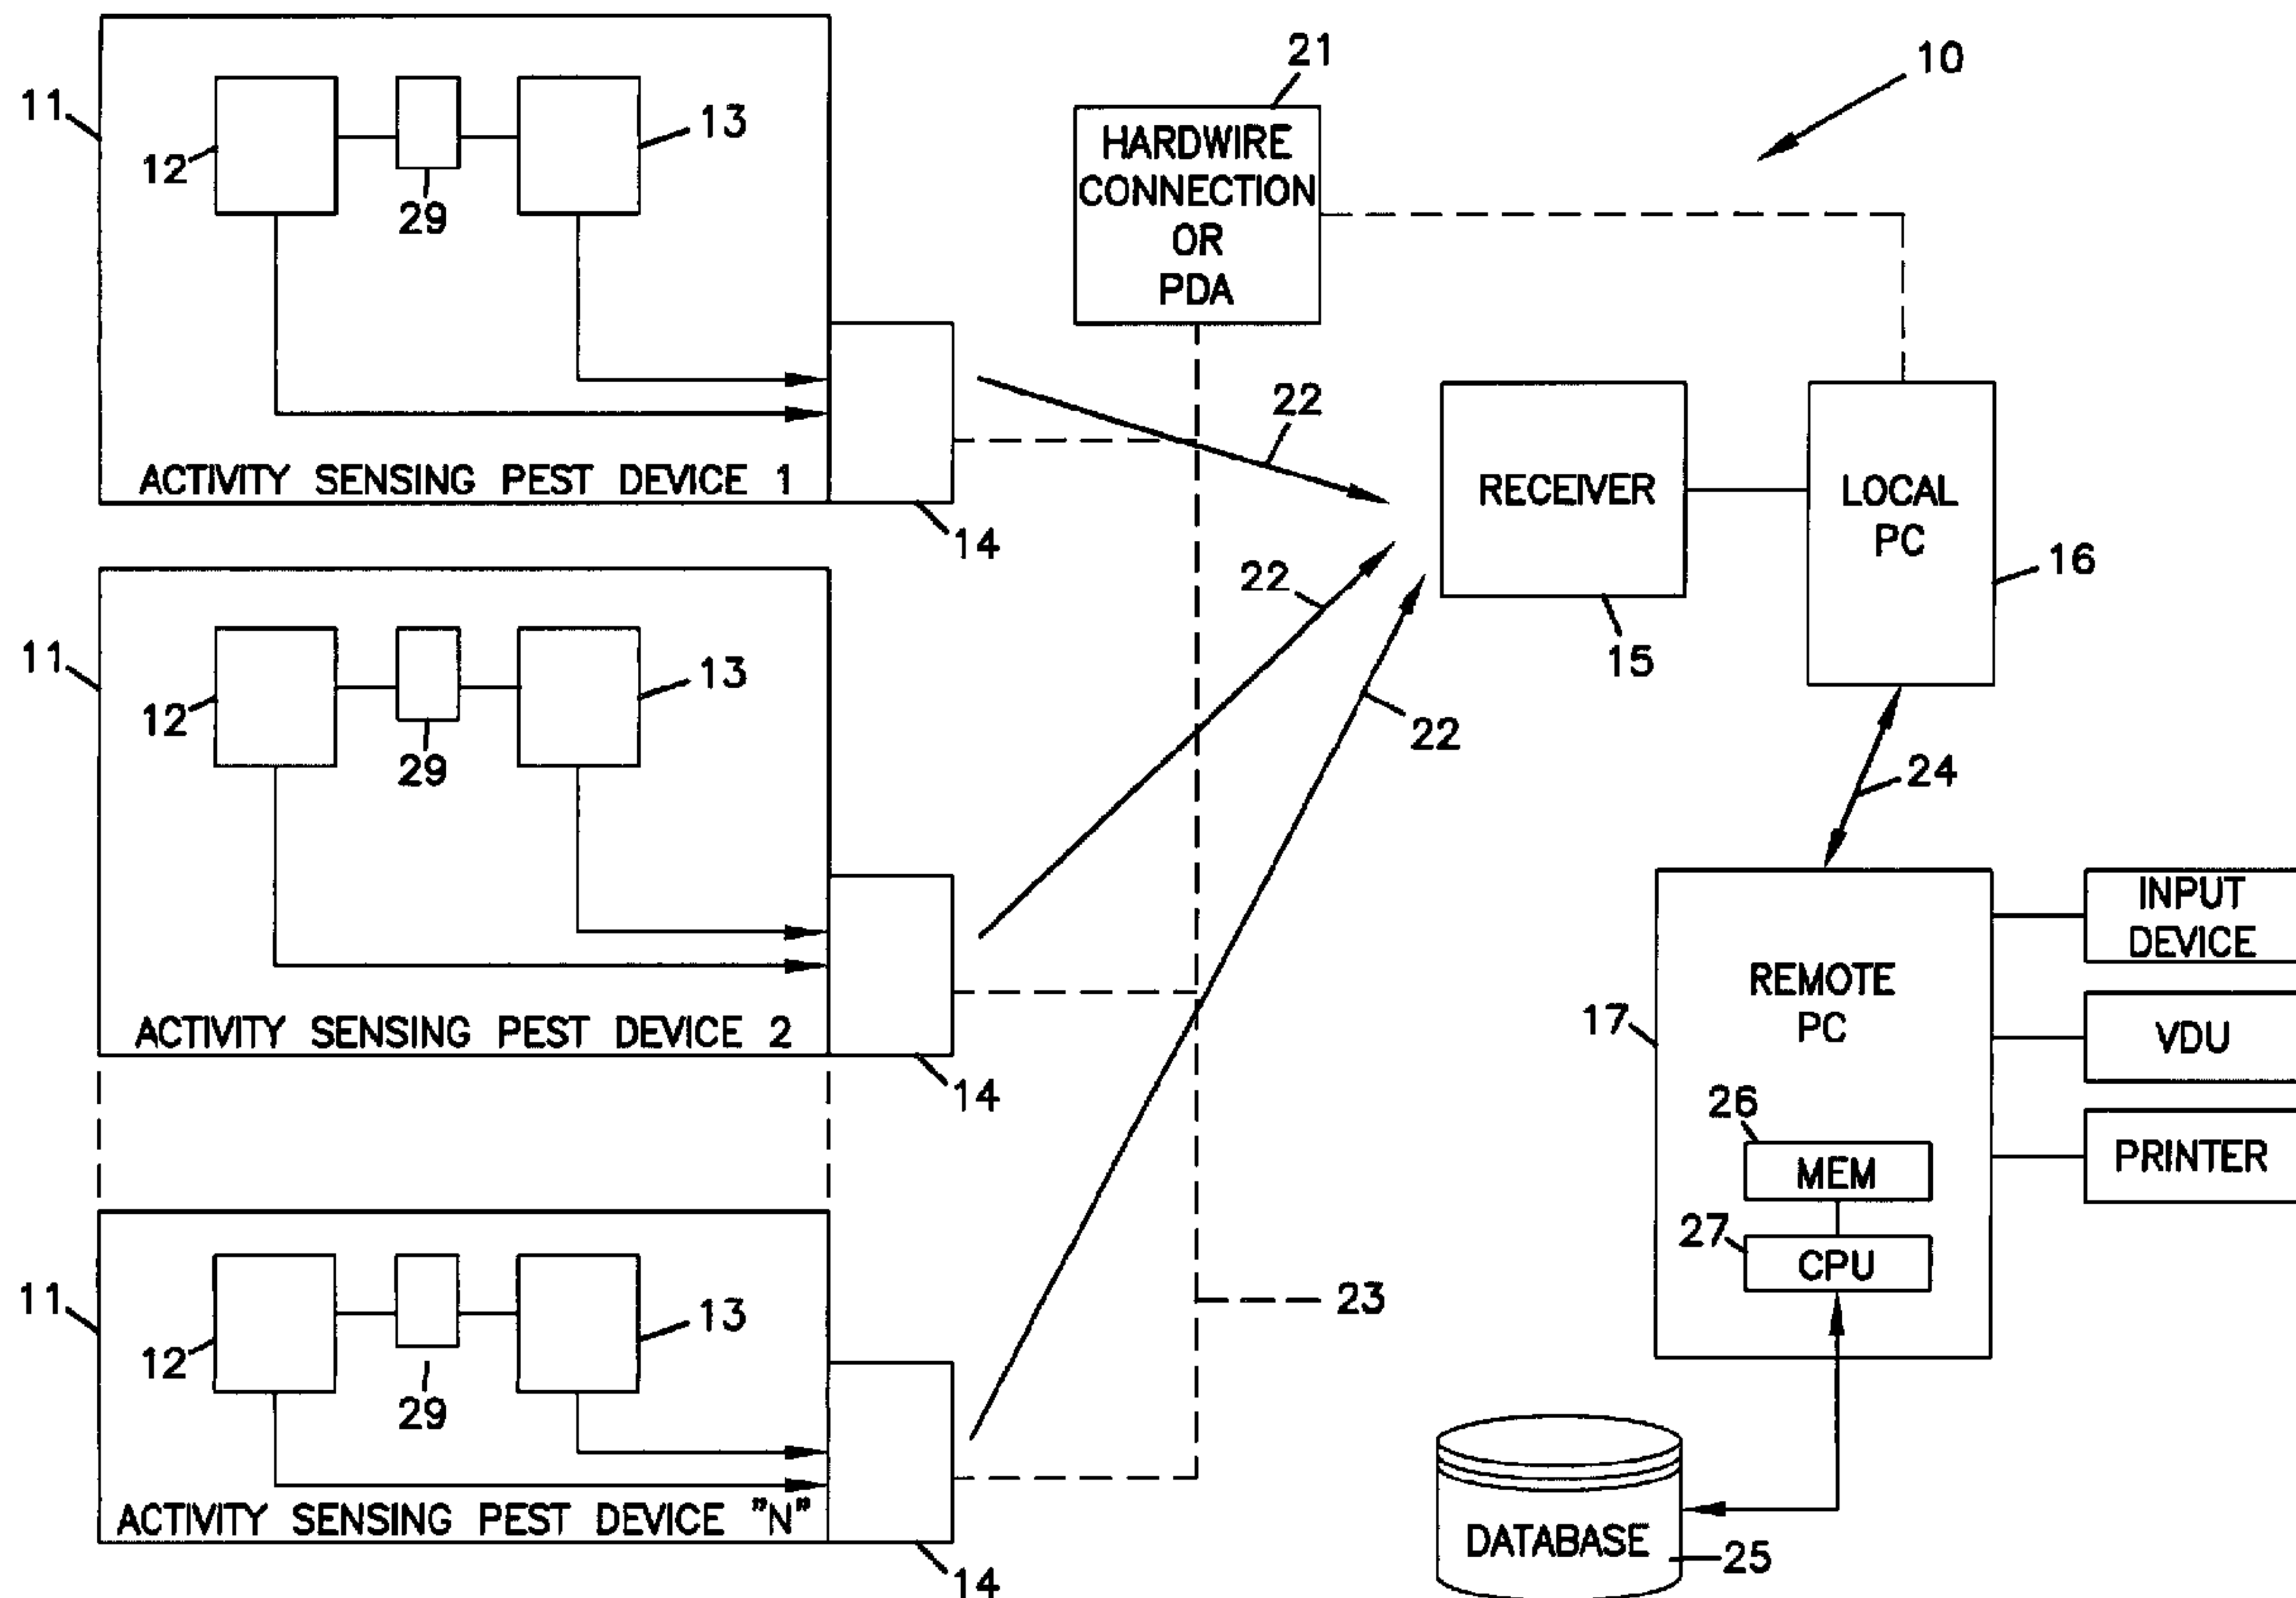 11
12
29
13
ACTIVITY SENSING PEST DEVICE 1
14
11
12
29
13
ACTIVITY SENSING PEST DEVICE 2
14
11
12
29
13
ACTIVITY SENSING PEST DEVICE "N"
14
21
HARDWIRE
CONNECTION
OR
PDA
10
22
22
22
23
RECEIVER
15
LOCAL
PC
16
24
17
REMOTE
PC
26
MEM
27
CPU
INPUT
DEVICE
VDU
PRINTER
DATABASE
25